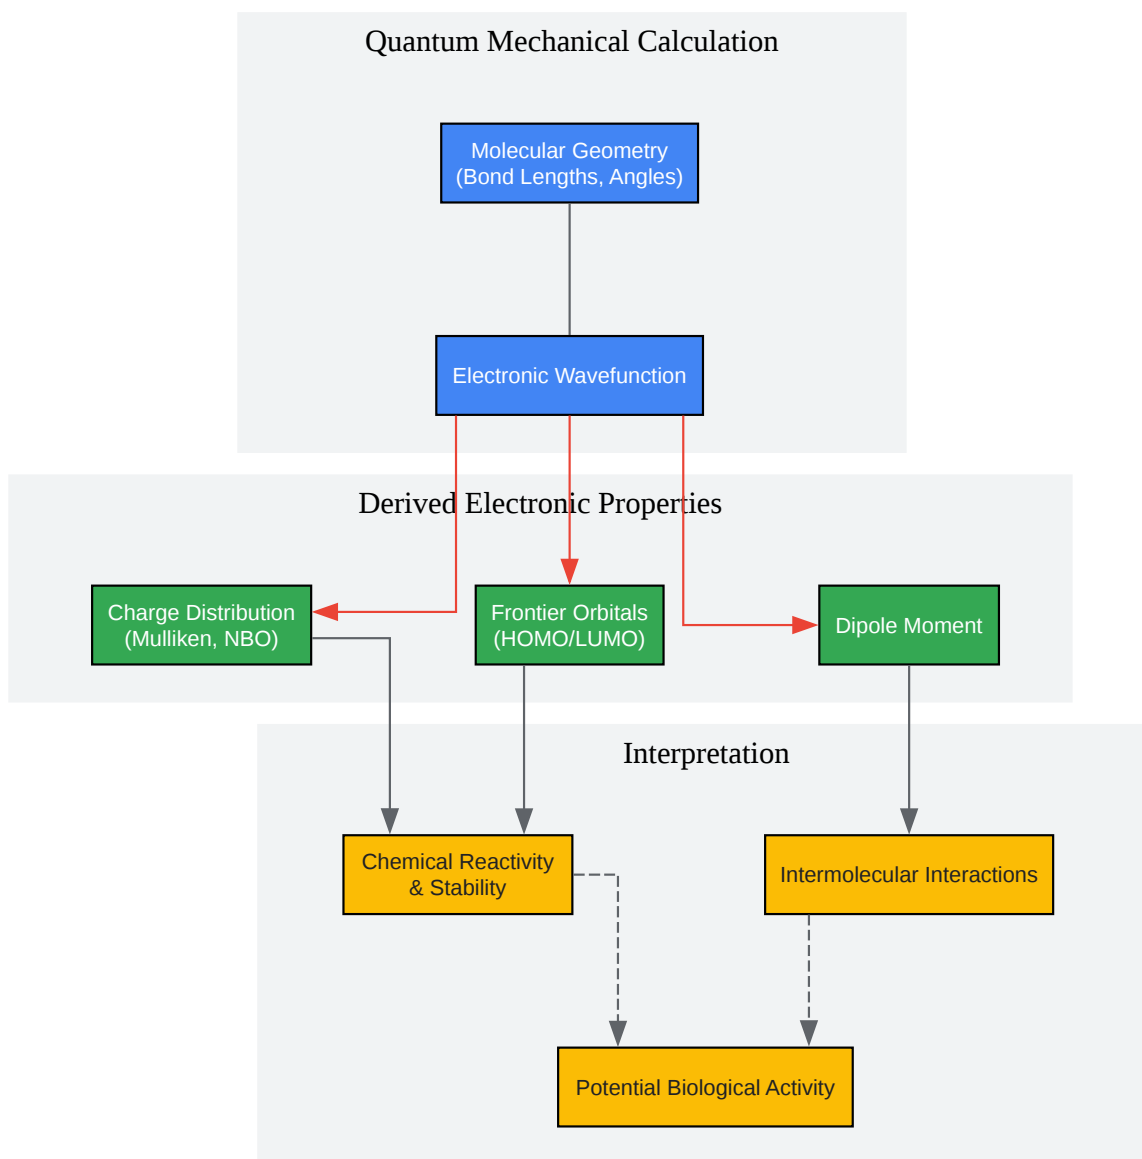 Quantum Mechanical Calculation
Molecular Geometry
(Bond Lengths, Angles)
Electronic Wavefunction
Derived Electronic Properties
Charge Distribution
(Mulliken, NBO)
Frontier Orbitals
(HOMO/LUMO)
Dipole Moment
Interpretation
Chemical Reactivity
& Stability
Intermolecular Interactions
Potential Biological Activity